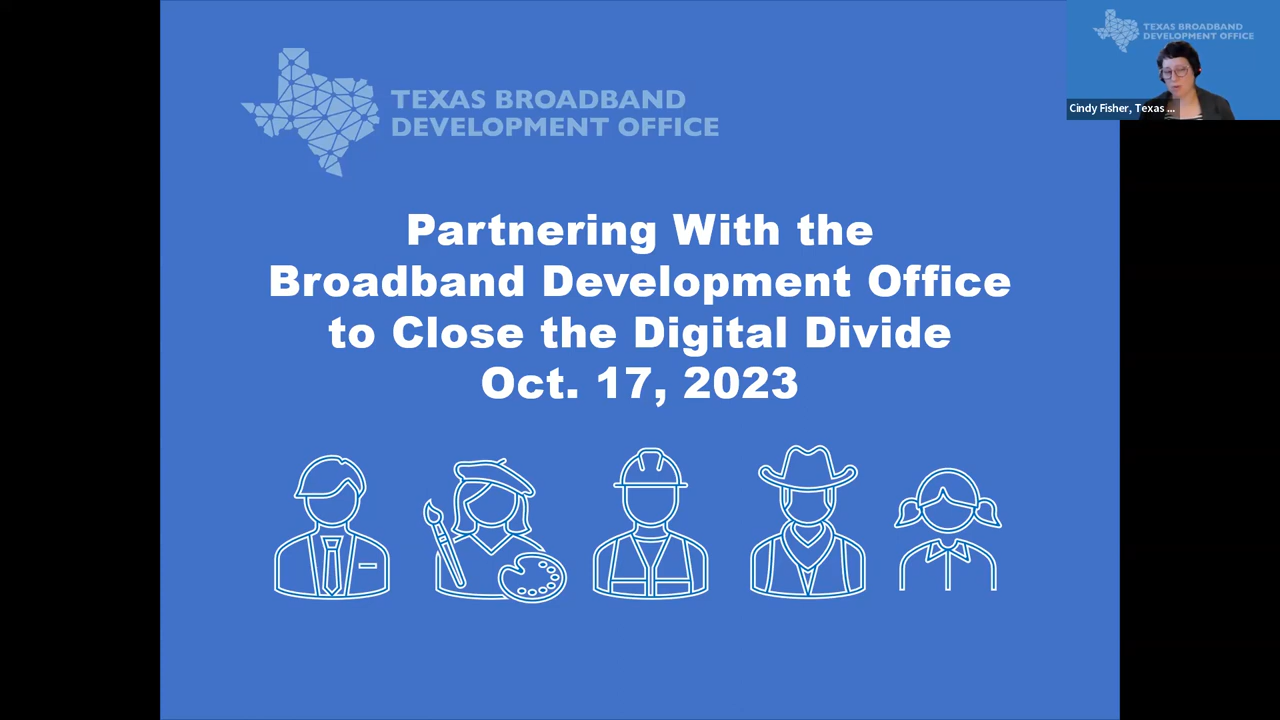 TEXAS BROADBAND
DEVELOPMENT OFFICE
Partnering With the
Broadband Development Office
to Close the Digital Divide
Oct. 17, 2023
TEXAS BROADBAND
DEVELOPMENT OFFICE
Cindy Fisher, Texas ...